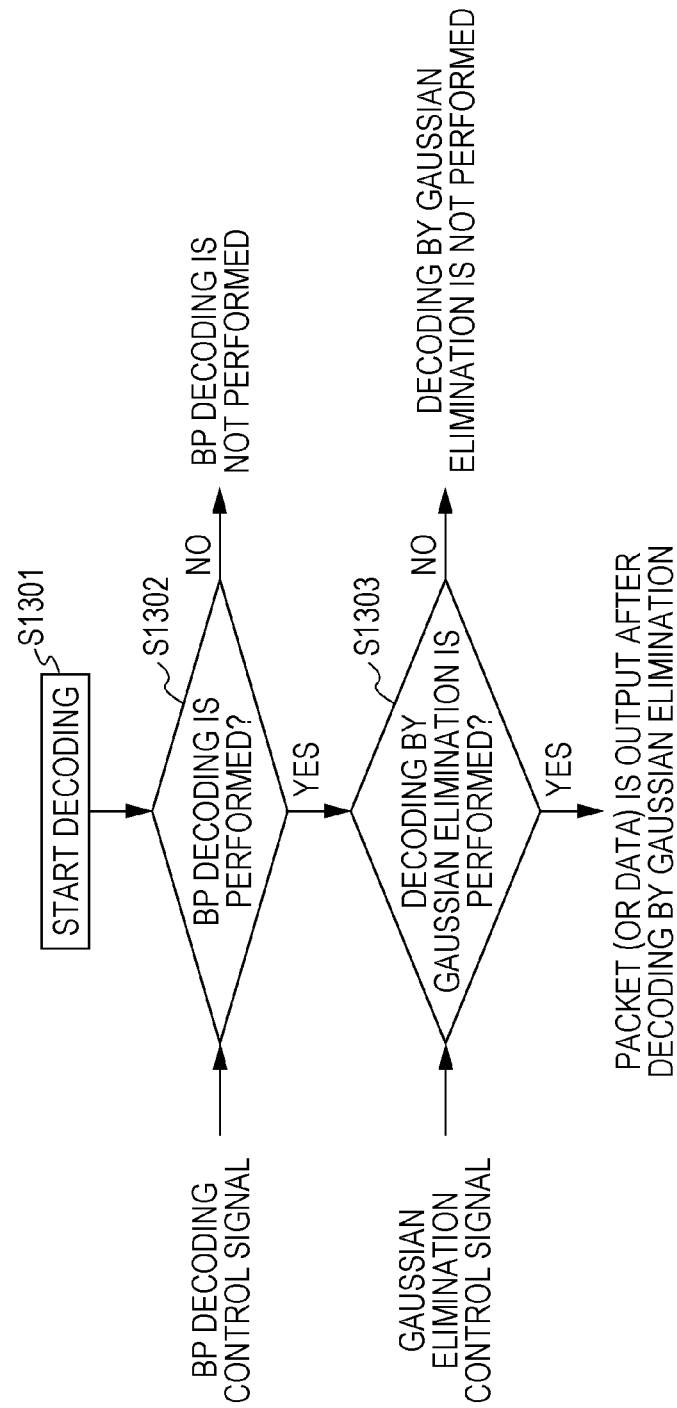 START DECODING
S1301
BP DECODING
CONTROL SIGNAL
BP DECODING IS
PERFORMED?
S1302
NO
BP DECODING IS
NOT PERFORMED
YES
GAUSSIAN
ELIMINATION
CONTROL SIGNAL
DECODING BY
GAUSSIAN ELIMINATION IS
PERFORMED?
S1303
NO
DECODING BY GAUSSIAN
ELIMINATION IS NOT PERFORMED
YES
PACKET (OR DATA) IS OUTPUT AFTER
DECODING BY GAUSSIAN ELIMINATION